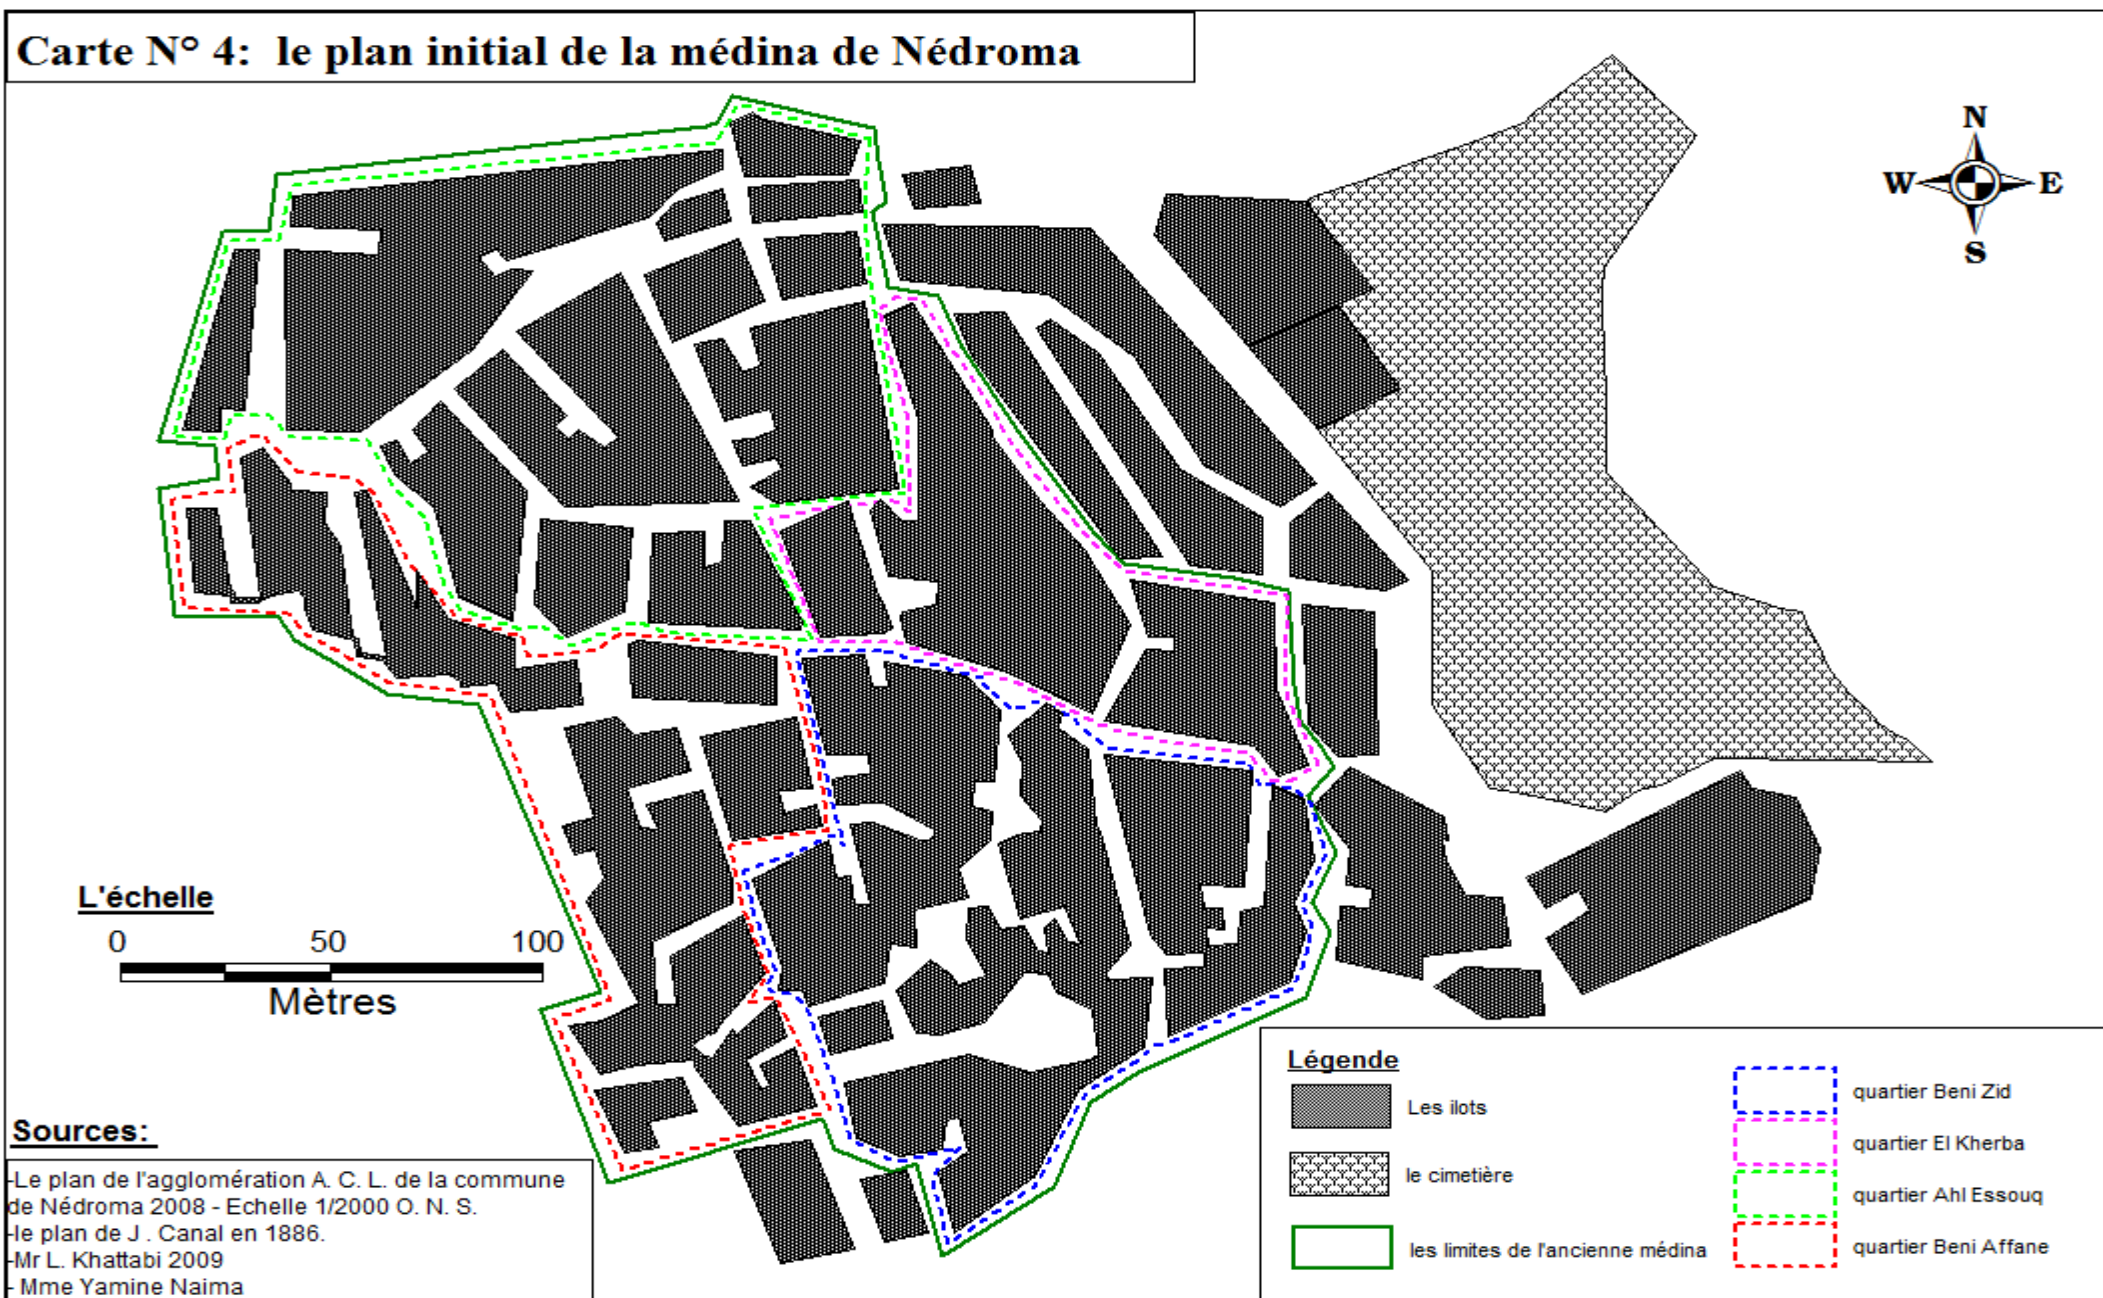 Carte N° 4: le plan initial de la médina de Nédroma
N
W E
S
L'échelle
0 50 100
Mètres
Sources:
-Le plan de l'agglomération A. C. L. de la commune
de Nédroma 2008 - Echelle 1/2000 O. N. S.
-le plan de J . Canal en 1886.
-Mr L. Khattabi 2009
- Mme Yamine Naima
Légende
Les ilots
le cimetière
les limites de l'ancienne médina
quartier Beni Zid
quartier El Kherba
quartier Ahl Essouq
quartier Beni Affane